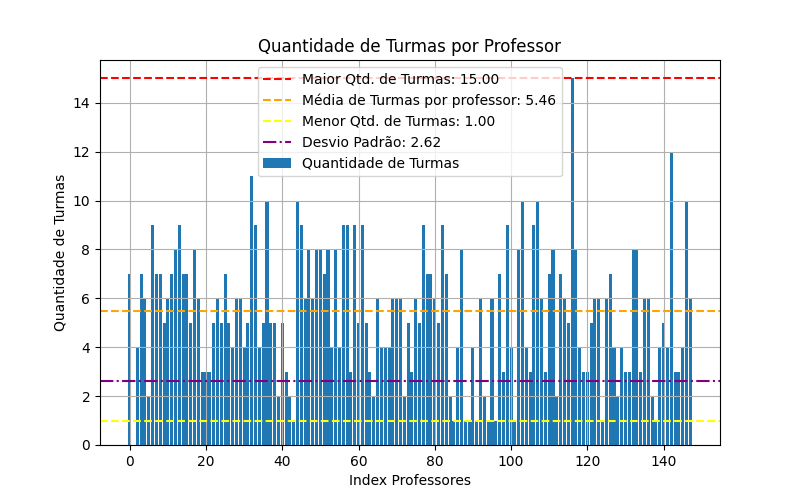 Quantidade de Turmas por Professor
Maior Qtd. de Turmas: 15.00
Média de Turmas por professor: 5.46
Menor Qtd. de Turmas: 1.00
Desvio Padrão: 2.62
Quantidade de Turmas
Quantidade de Turmas
14
12
10
8
6
4
2
0
0 20 40 60 80 100 120 140
Index Professores